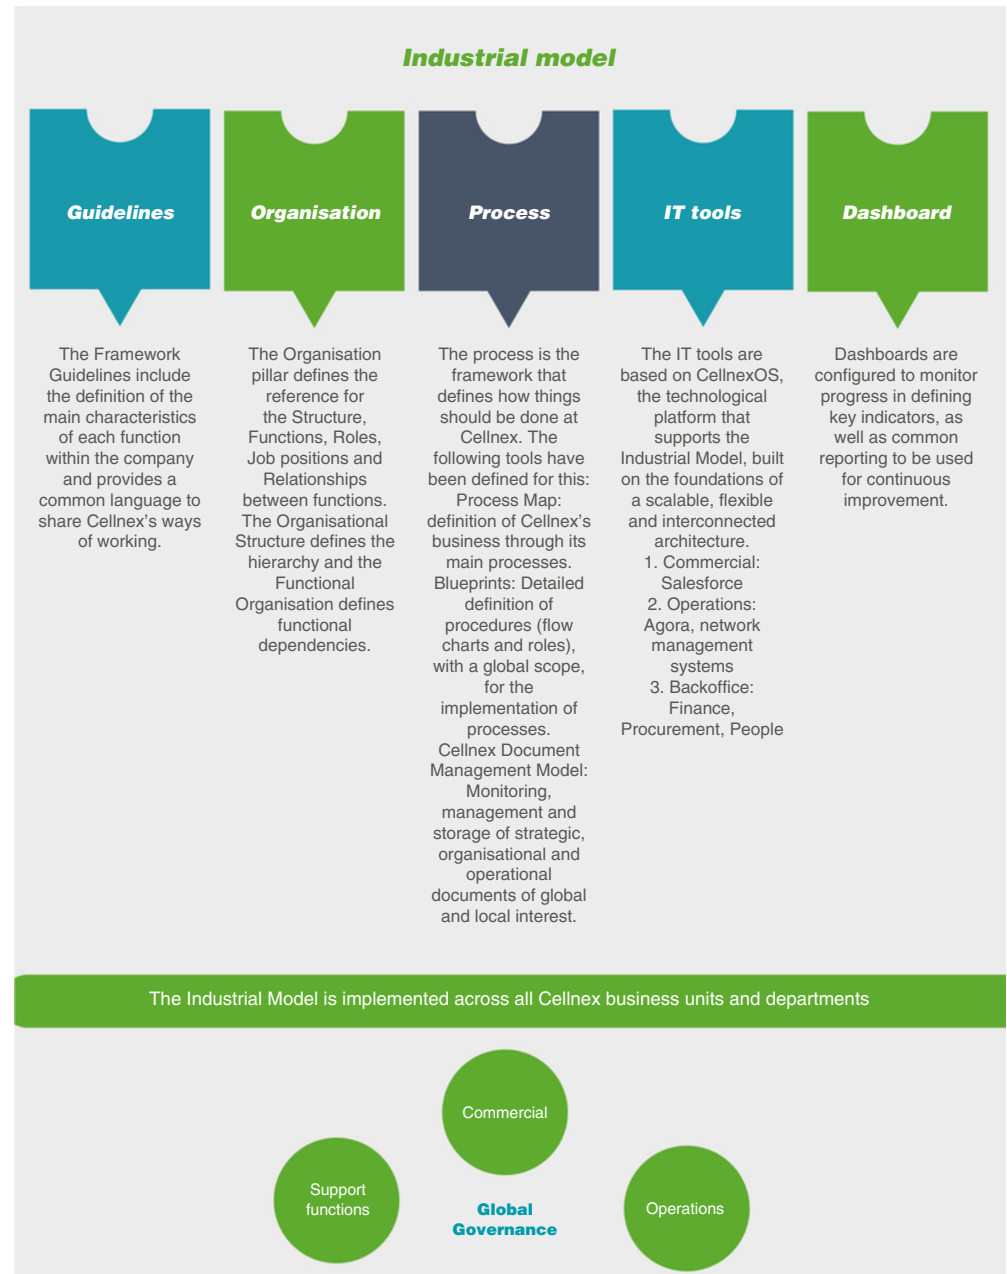 Industrial model
Guidelines
Organisation
Process
IT tools
Dashboard
The Framework
Guidelines include
the definition of the
main characteristics
of each function
within the company
and provides a
common language to
share Cellnex’s ways
of working.
The Organisation
pillar defines the
reference for
the Structure,
Functions, Roles,
Job positions and
Relationships
between functions.
The Organisational
Structure defines the
hierarchy and the
Functional
Organisation defines
functional
dependencies.
The process is the
framework that
defines how things
should be done at
Cellnex. The
following tools have
been defined for this:
Process Map:
definition of Cellnex’s
business through its
main processes.
Blueprints: Detailed
definition of
procedures (flow
charts and roles),
with a global scope,
for the
implementation of
processes.
Cellnex Document
Management Model:
Monitoring,
management and
storage of strategic,
organisational and
operational
documents of global
and local interest.
The IT tools are
based on CellnexOS,
the technological
platform that
supports the
Industrial Model, built
on the foundations of
a scalable, flexible
and interconnected
architecture.
1. Commercial:
Salesforce
2. Operations:
Agora, network
management
systems
3. Backoffice:
Finance,
Procurement, People
Dashboards are
configured to monitor
progress in defining
key indicators, as
well as common
reporting to be used
for continuous
improvement.
The Industrial Model is implemented across all Cellnex business units and departments
Commercial
Support
functions
Global
Governance
Operations